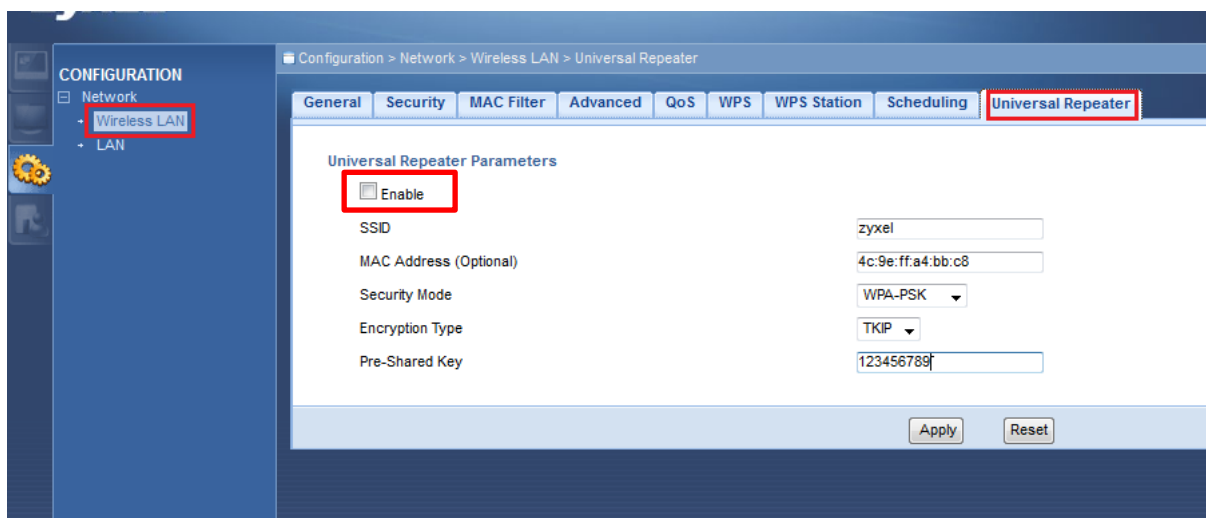 Configuration > Network > Wireless LAN > Universal Repeater
CONFIGURATION
Network
Wireless LAN
LAN
General Security MAC Filter Advanced QoS WPS WPS Station Scheduling Universal Repeater
Universal Repeater Parameters
Enable
SSID zyxel
MAC Address (Optional) 4c:9e:ff:a4:bb:c8
Security Mode WPA-PSK
Encryption Type TKIP
Pre-Shared Key 123456789
Apply Reset